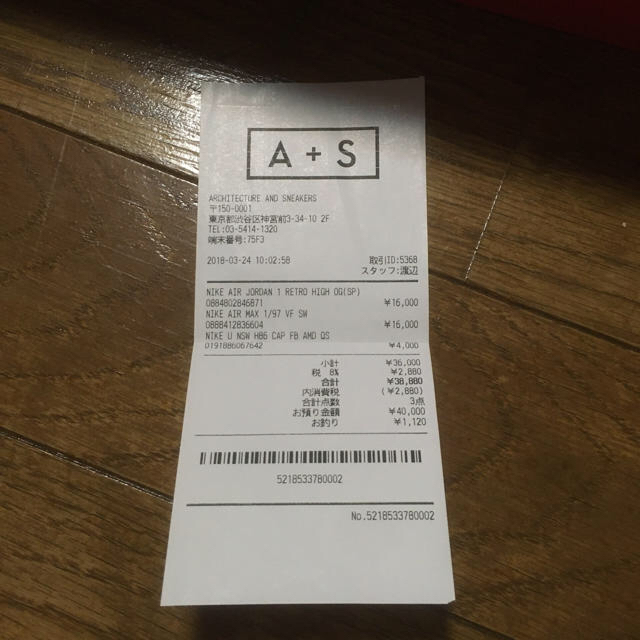 A + S
ARCHITECTURE AND SNEAKERS
〒150-0001
東京都渋谷区神宮前3-34-10 2F
TEL:03-5414-1320
端末番号:75F3
2018-03-24 10:02:58 取引ID:5368
スタッフ:渡辺
NIKE AIR JORDAN 1 RETRO HIGH OG(SP)
0884802846871 ¥16,000
NIKE AIR MAX 1/97 VF SW
0888412836604 ¥16,000
NIKE U NSW H86 CAP FB AMD QS
0191886067642 ¥4,000
小計 ¥36,000
税 8% ¥2,880
合計 ¥38,880
内消費税 (¥2,880)
合計点数 3点
お預り金額 ¥40,000
お釣り ¥1,120
5218533780002
No.5218533780002